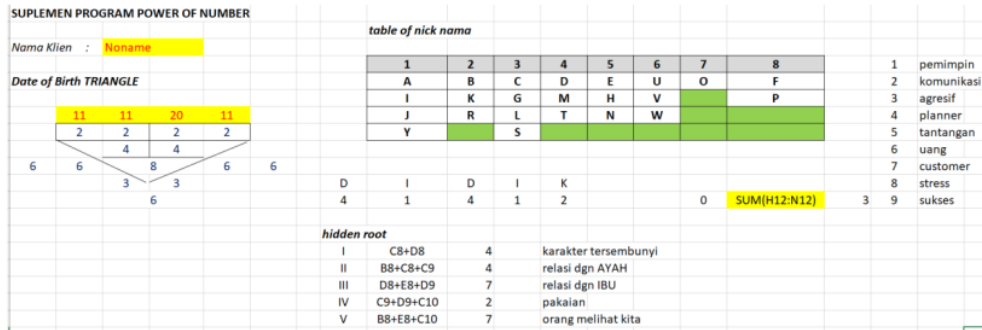 SUPLEMEN PROGRAM POWER OF NUMBER
table of nick nama
Nama Klien : Noname
1 2 3 4 5 6 7 8 1 pemimpin
Date of Birth TRIANGLE A B C D E U O F 2 komunikasi
I K G M H V P 3 agresif
11 11 20 11 J R L T N W 4 planner
2 2 2 2 Y S 5 tantangan
4 4 6 uang
6 6 8 6 6 7 customer
3 3 D I D I K 8 stress
6 4 1 4 1 2 0 SUM(H12:N12) 3 9 sukses
hidden root
I C8+D8 4 karakter tersembunyi
II B8+C8+C9 4 relasi dgn AYAH
III D8+E8+D9 7 relasi dgn IBU
IV C9+D9+C10 2 pakaian
V B8+E8+C10 7 orang melihat kita